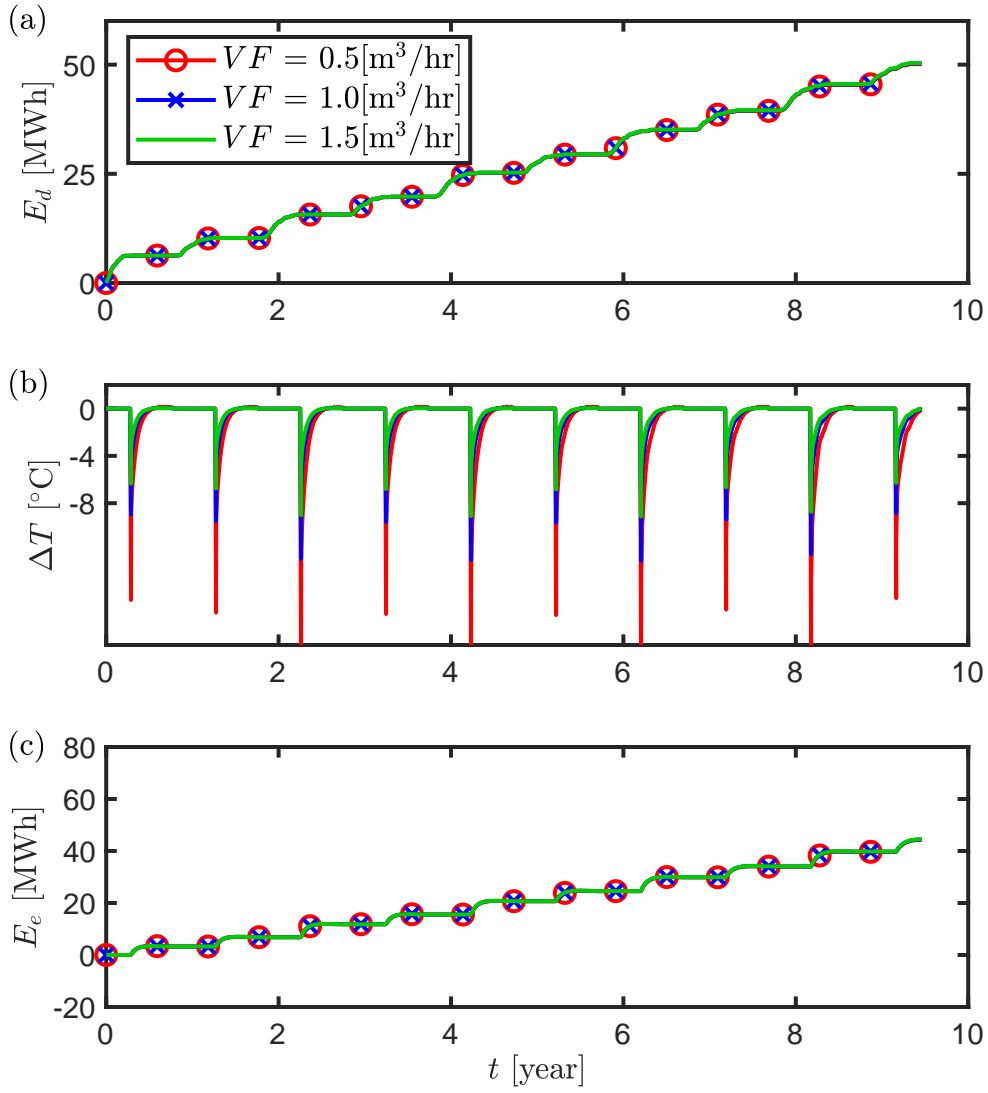 (a)
E_d [MWh]
50
25
0
VF = 0.5[m³/hr]
VF = 1.0[m³/hr]
VF = 1.5[m³/hr]
0 2 4 6 8 10
(b)
ΔT [°C]
0
-4
-8
0 2 4 6 8 10
(c)
E_e [MWh]
80
60
40
20
0
-20
0 2 4 6 8 10
t [year]